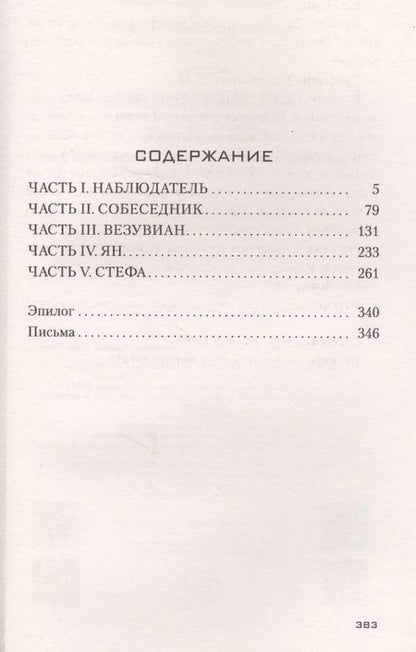 СОДЕРЖАНИЕ
ЧАСТЬ I. НАБЛЮДАТЕЛЬ 5
ЧАСТЬ II. СОБЕСЕДНИК 79
ЧАСТЬ III. ВЕЗУВИАН 131
ЧАСТЬ IV. ЯН 233
ЧАСТЬ V. СТЕФА 261
Эпилог 340
Письма 346
383